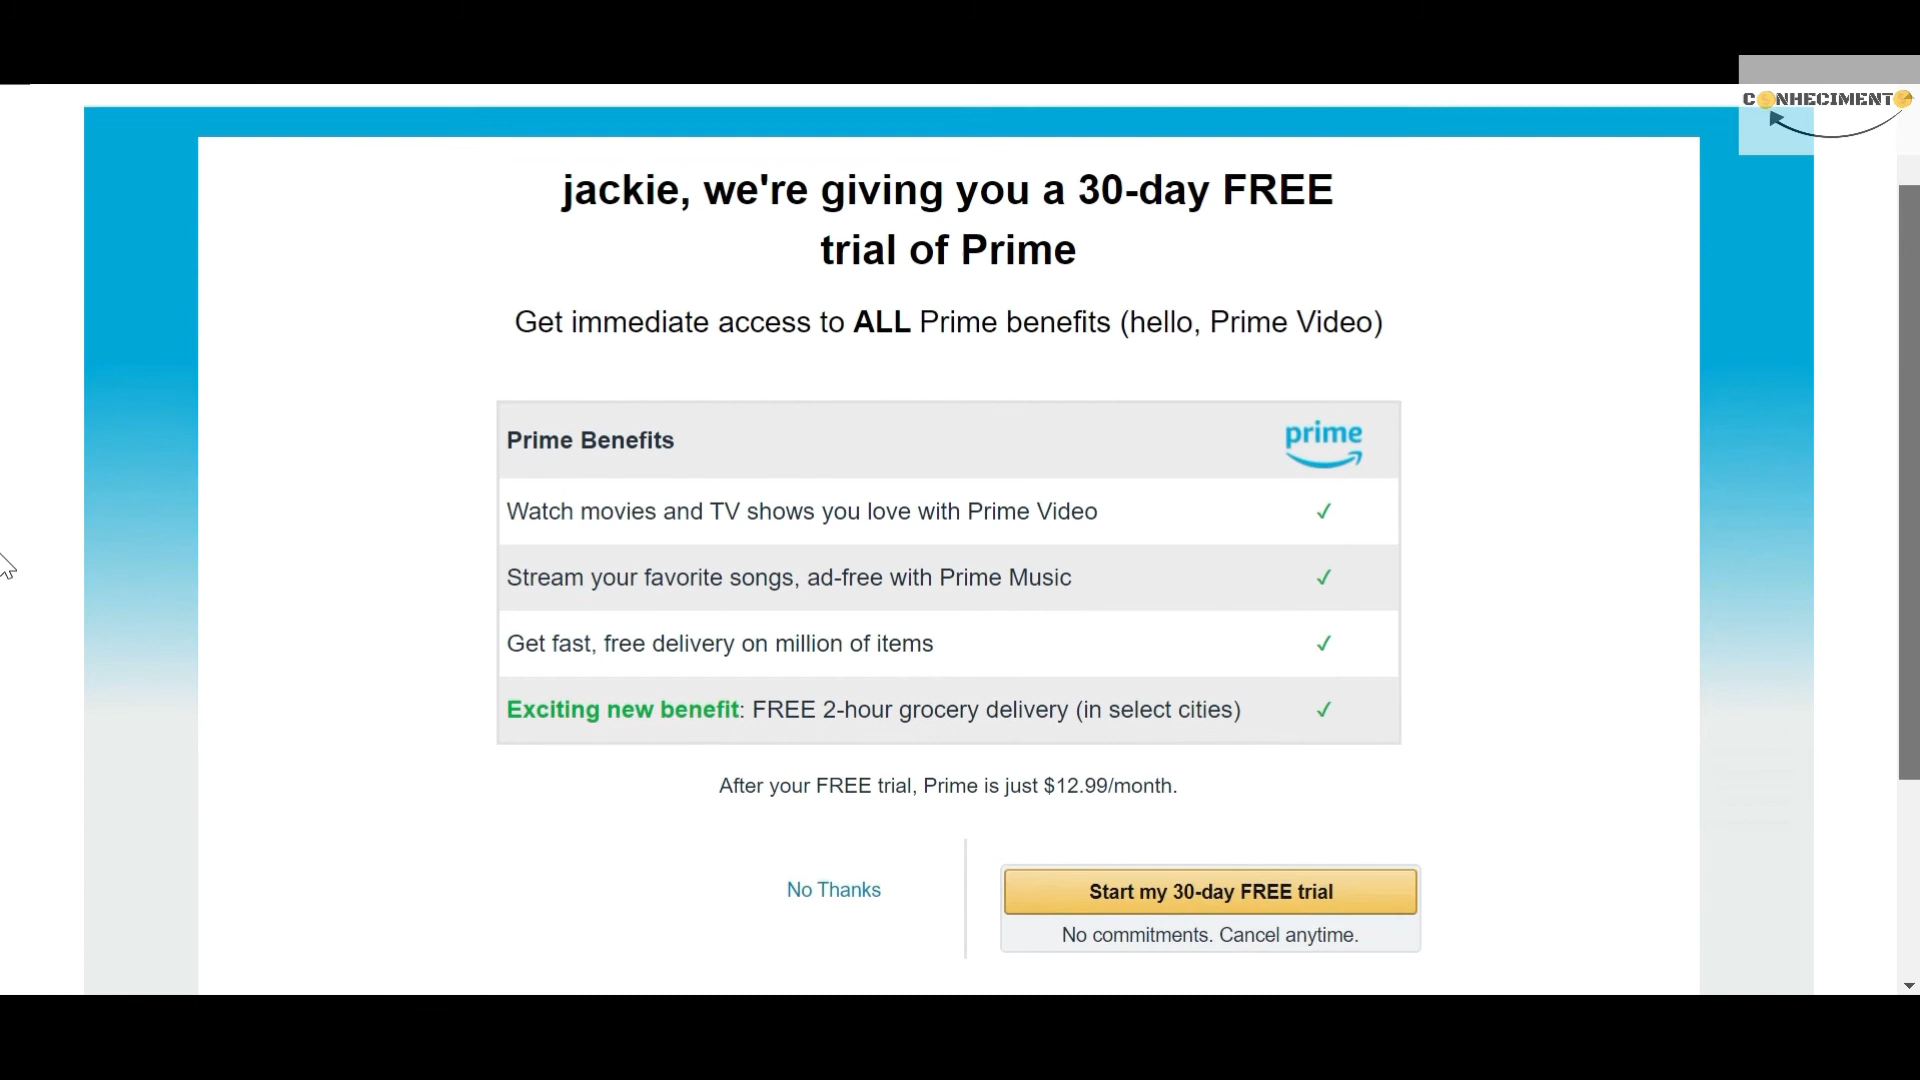 CONHECIMENTO
jackie, we're giving you a 30-day FREE
trial of Prime
Get immediate access to ALL Prime benefits (hello, Prime Video)
Prime Benefits prime
Watch movies and TV shows you love with Prime Video ✓
Stream your favorite songs, ad-free with Prime Music ✓
Get fast, free delivery on million of items ✓
Exciting new benefit: FREE 2-hour grocery delivery (in select cities) ✓
After your FREE trial, Prime is just $12.99/month.
No Thanks
Start my 30-day FREE trial
No commitments. Cancel anytime.